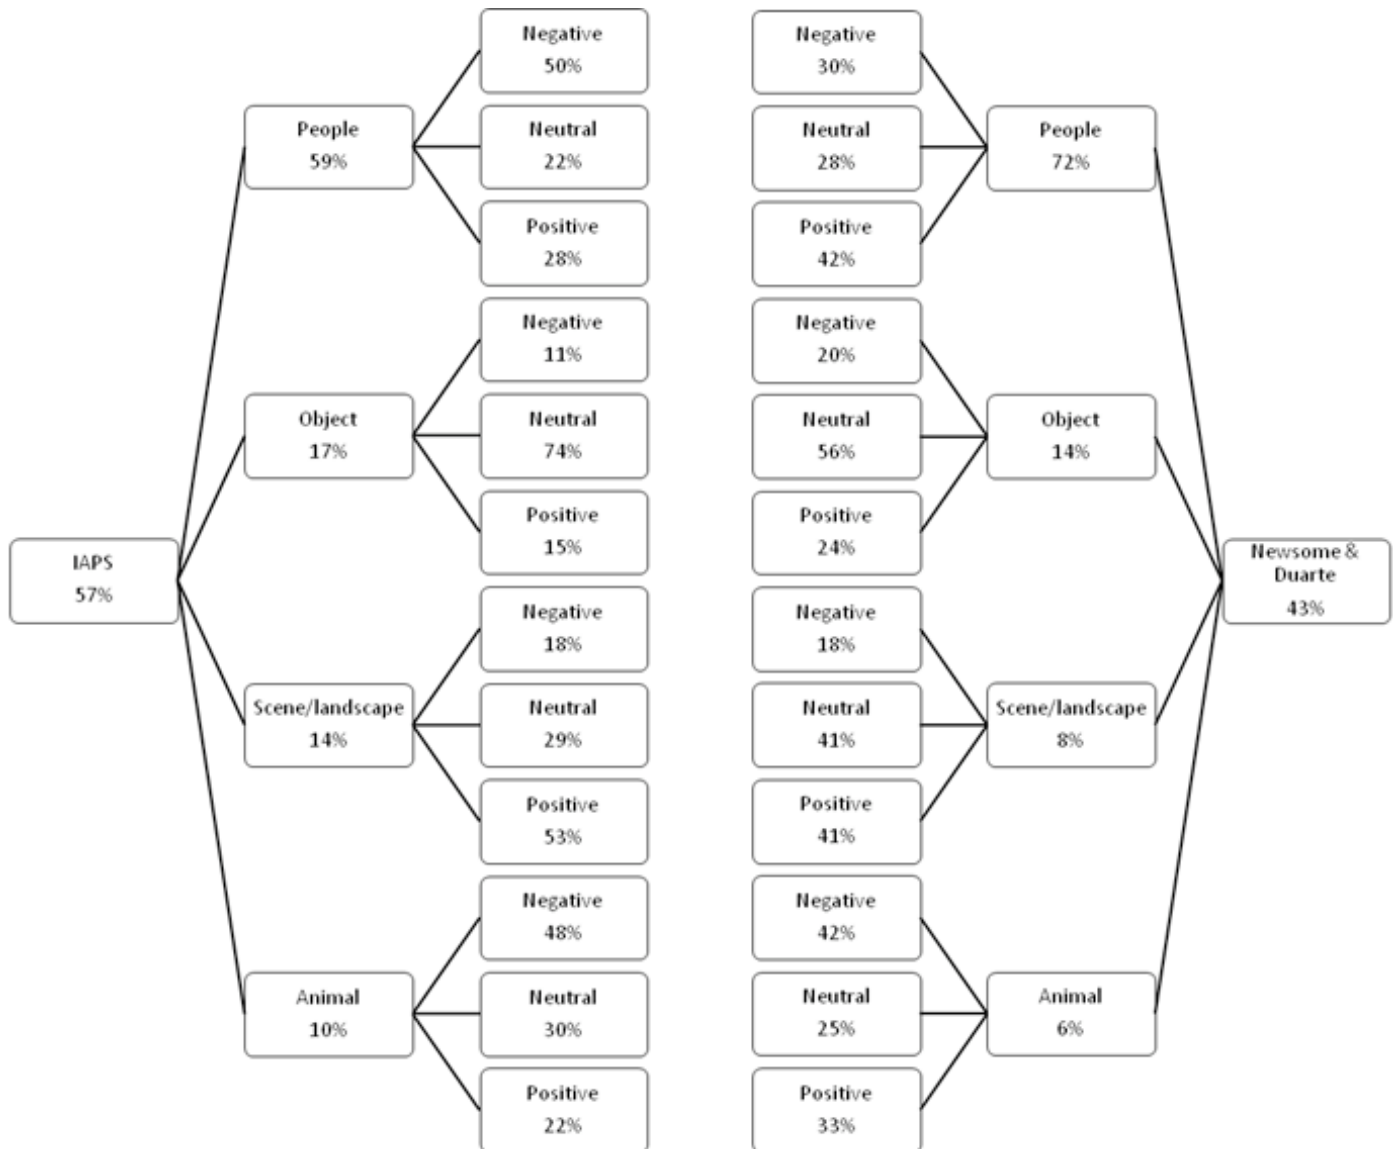 IAPS
57%
People
59%
Negative
50%
Neutral
22%
Positive
28%
Object
17%
Negative
11%
Neutral
74%
Positive
15%
Scene/landscape
14%
Negative
18%
Neutral
29%
Positive
53%
Animal
10%
Negative
48%
Neutral
30%
Positive
22%
Negative
30%
Neutral
28%
Positive
42%
People
72%
Negative
20%
Neutral
56%
Positive
24%
Object
14%
Negative
18%
Neutral
41%
Positive
41%
Scene/landscape
8%
Negative
42%
Neutral
25%
Positive
33%
Animal
6%
Newsome &
Duarte
43%